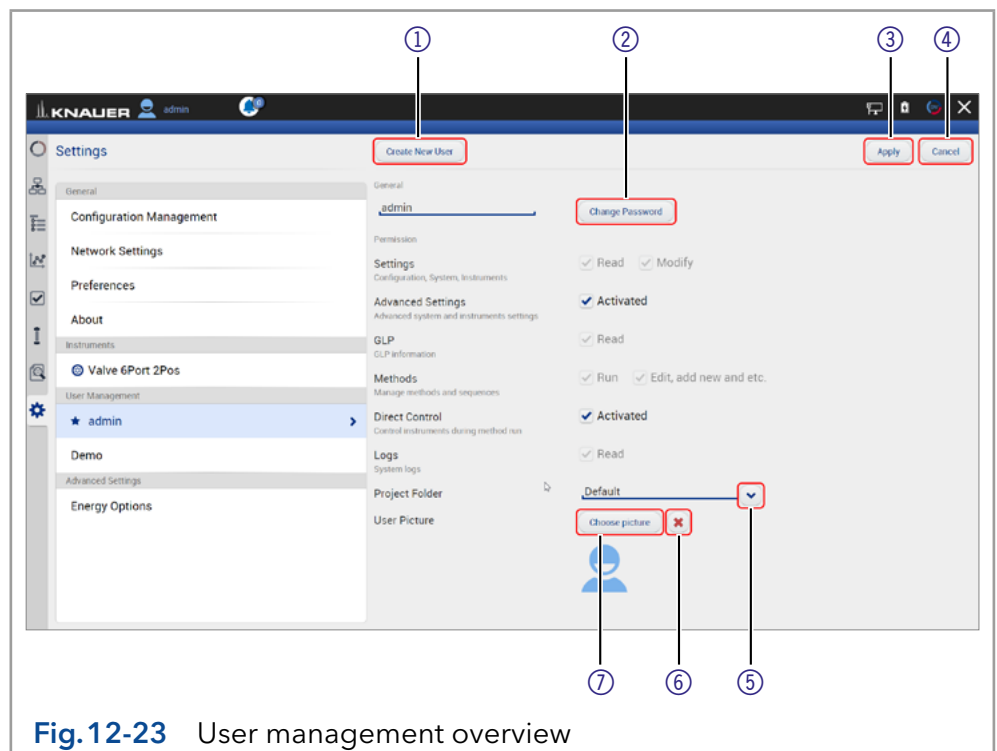 ① ② ③ ④
KNAUER admin 0
Settings
Create New User
Apply Cancel
General
Configuration Management
Network Settings
Preferences
About
Instruments
Valve 6Port 2Pos
User Management
admin
Demo
Advanced Settings
Energy Options
General
admin Change Password
Permission
Settings Read Modify
Configuration, System, Instruments
Advanced Settings Activated
Advanced system and instruments settings
GLP Read
GLP information
Methods Run Edit, add new and etc.
Manage methods and sequences
Direct Control Activated
Control instruments during method run
Logs Read
System logs
Project Folder Default
User Picture Choose picture
⑦ ⑥ ⑤
Fig.12-23 User management overview